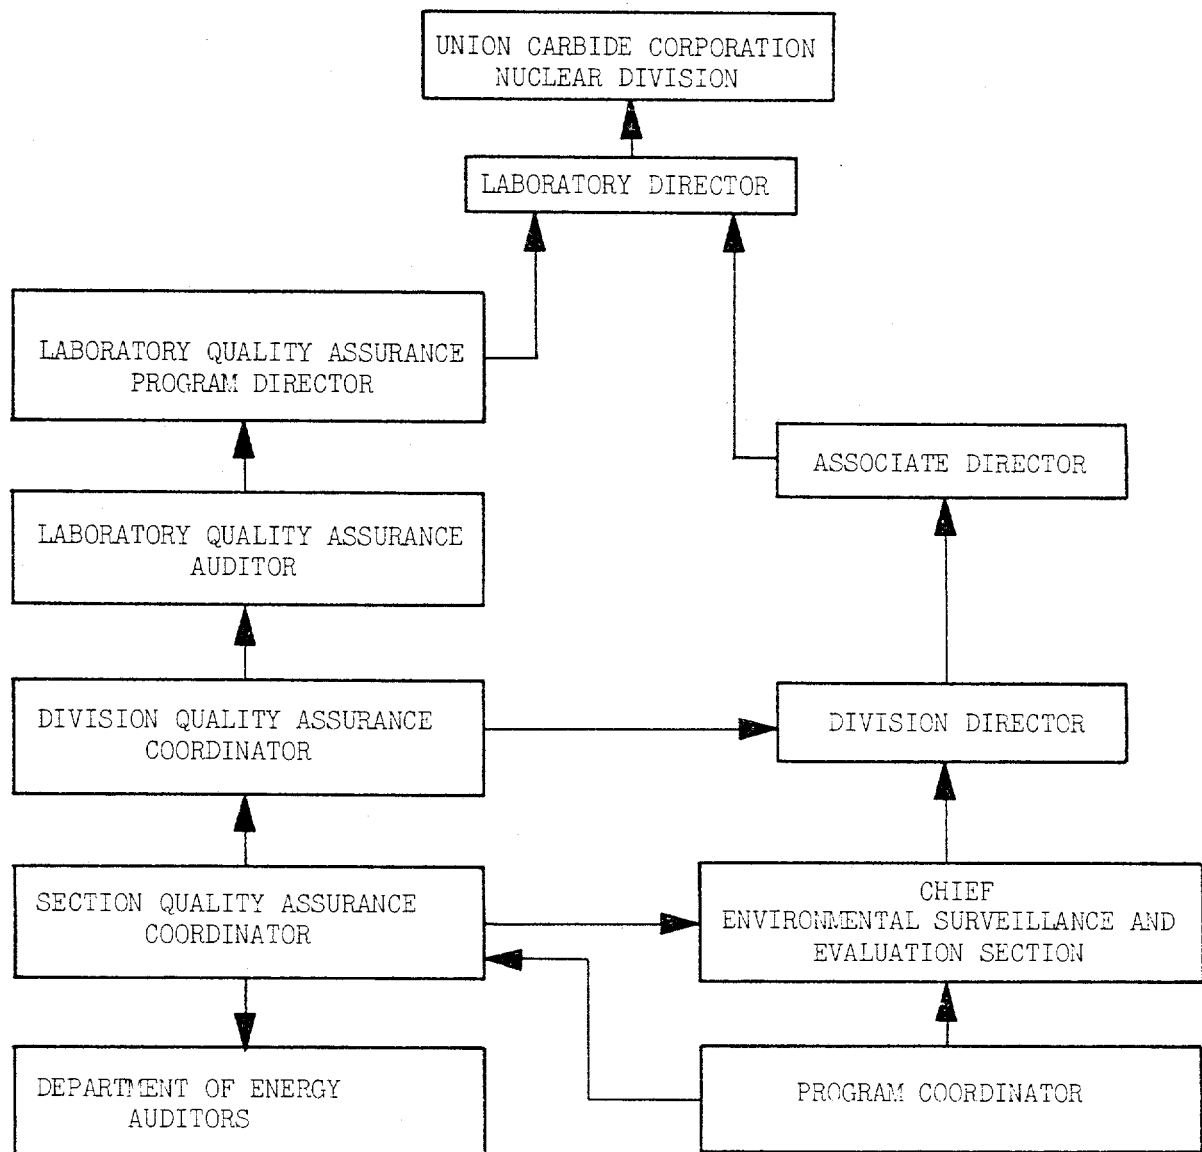 UNION CARBIDE CORPORATION
NUCLEAR DIVISION
LABORATORY DIRECTOR
LABORATORY QUALITY ASSURANCE
PROGRAM DIRECTOR
ASSOCIATE DIRECTOR
LABORATORY QUALITY ASSURANCE
AUDITOR
DIVISION QUALITY ASSURANCE
COORDINATOR
DIVISION DIRECTOR
SECTION QUALITY ASSURANCE
COORDINATOR
CHIEF
ENVIRONMENTAL SURVEILLANCE AND
EVALUATION SECTION
DEPARTMENT OF ENERGY
AUDITORS
PROGRAM COORDINATOR